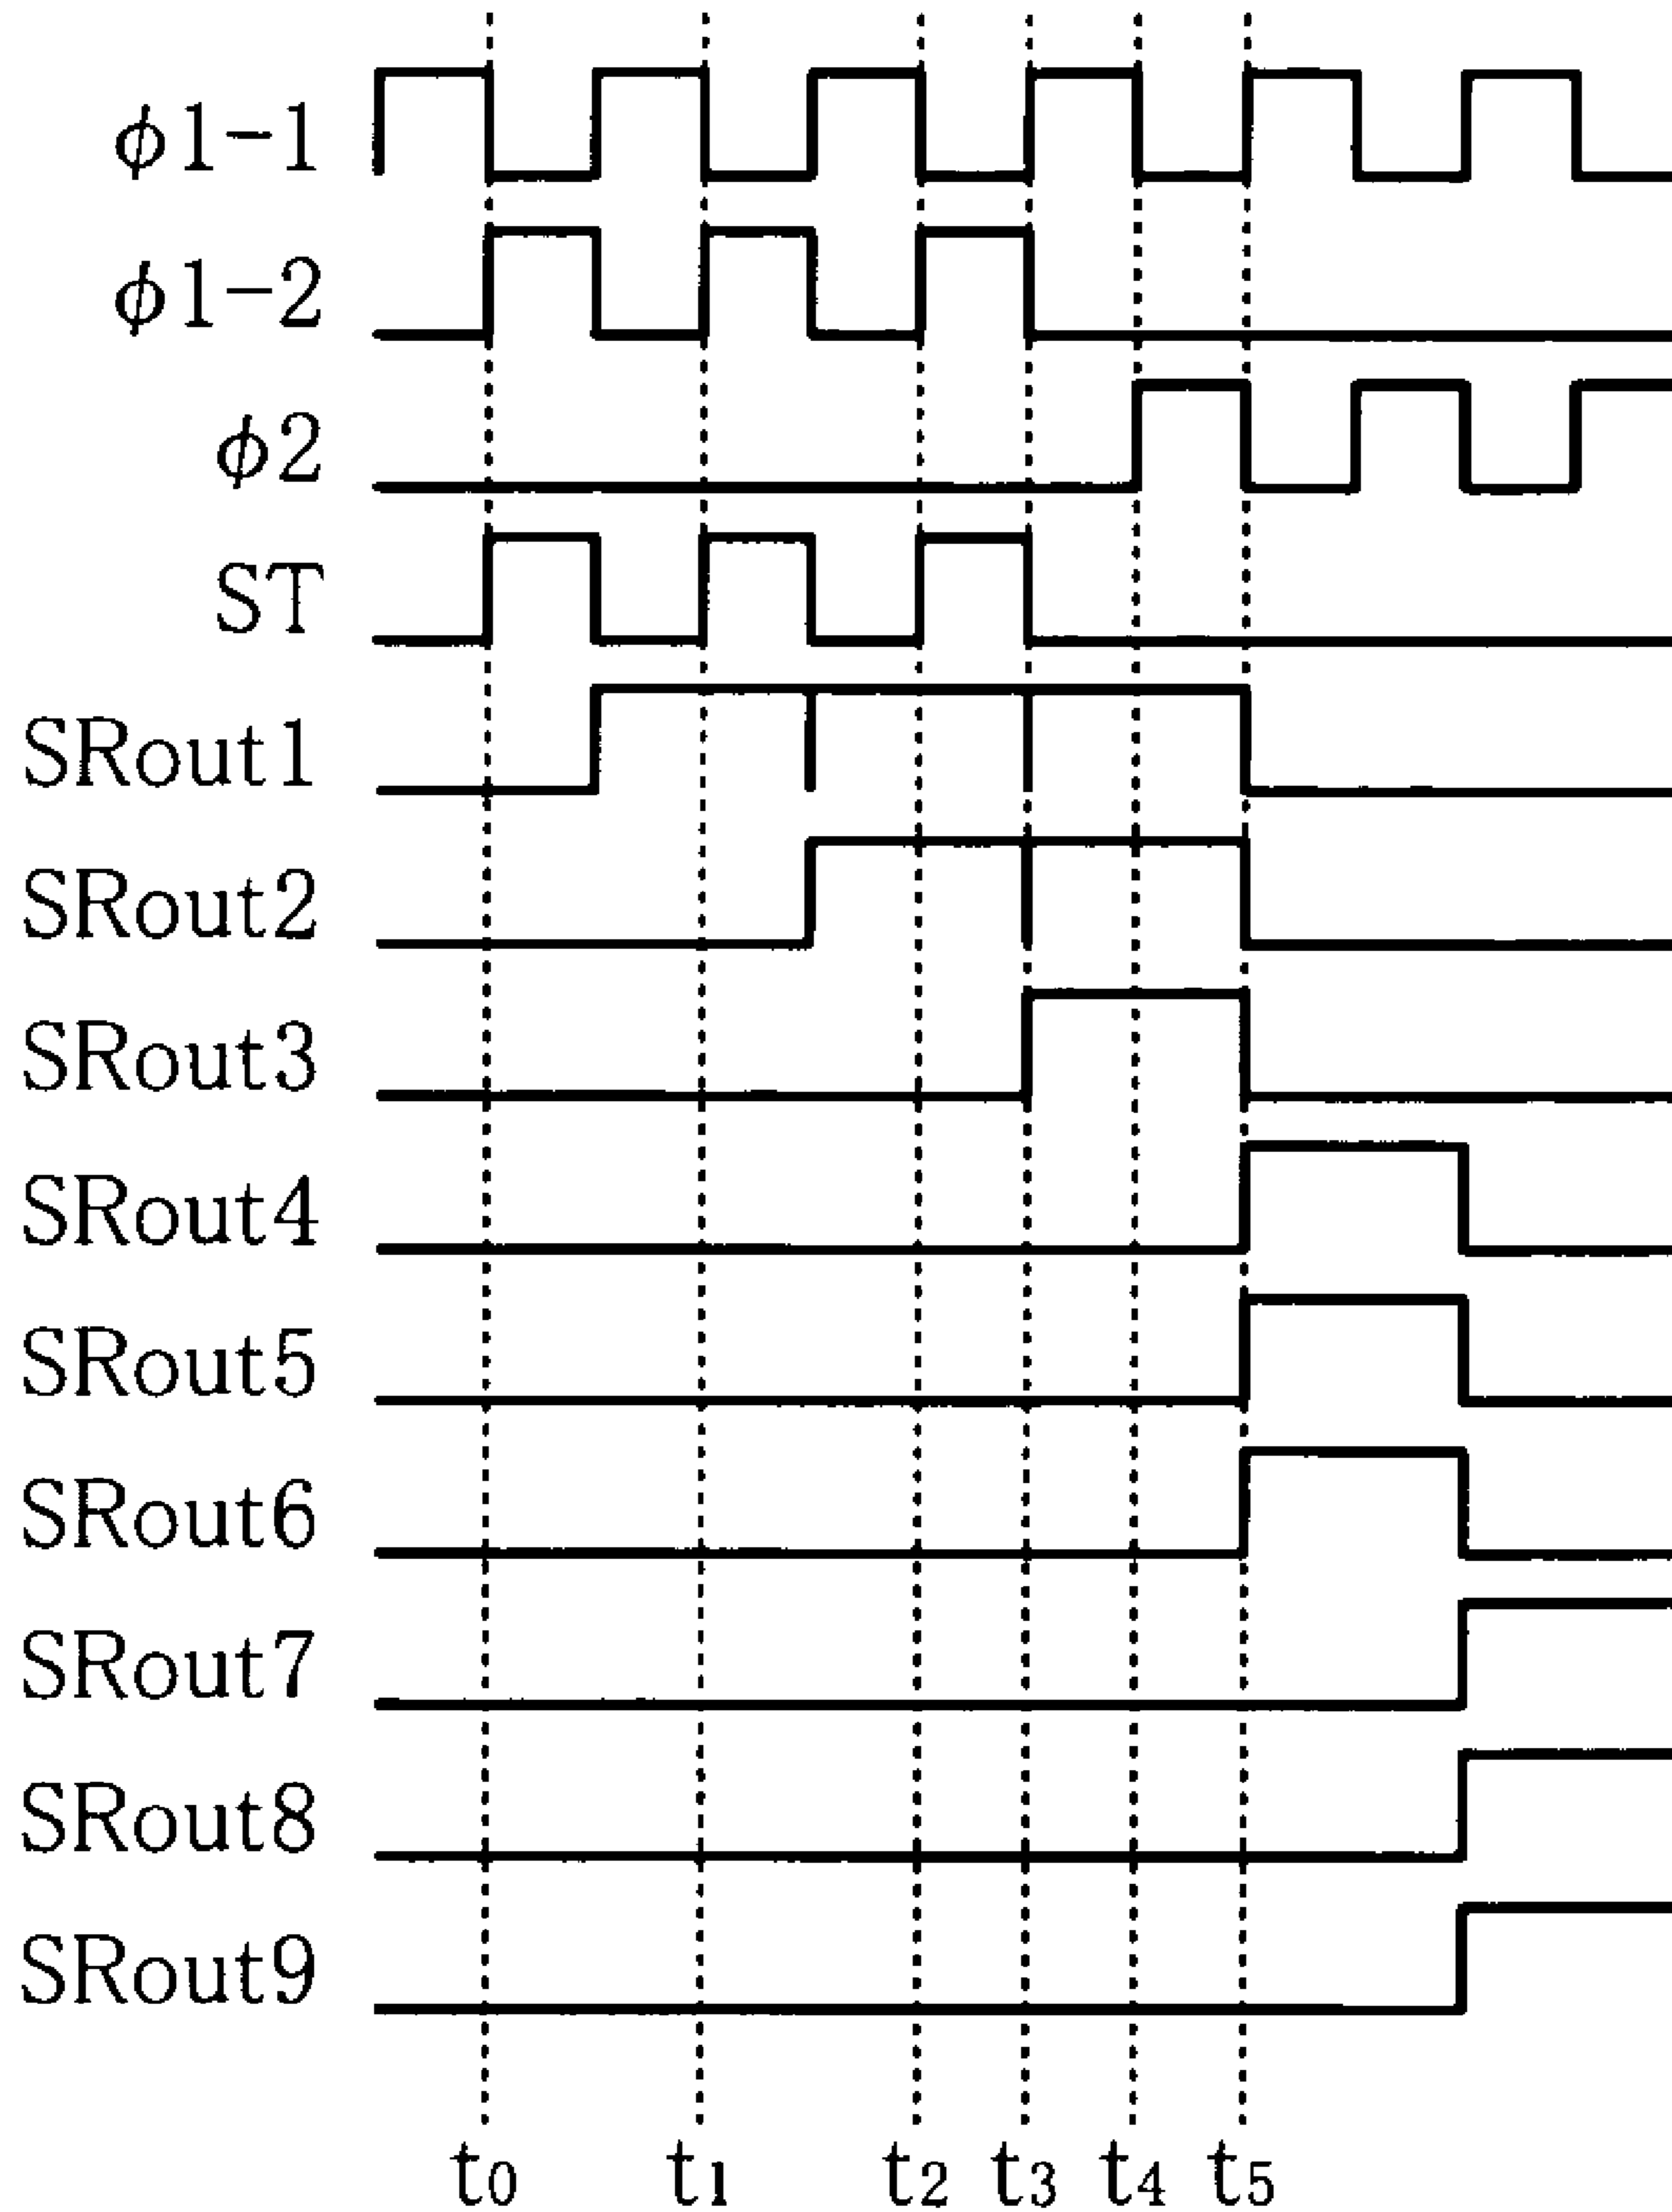 ϕ1-1
ϕ1-2
ϕ2
ST
SRout1
SRout2
SRout3
SRout4
SRout5
SRout6
SRout7
SRout8
SRout9
t0 t1 t2 t3 t4 t5